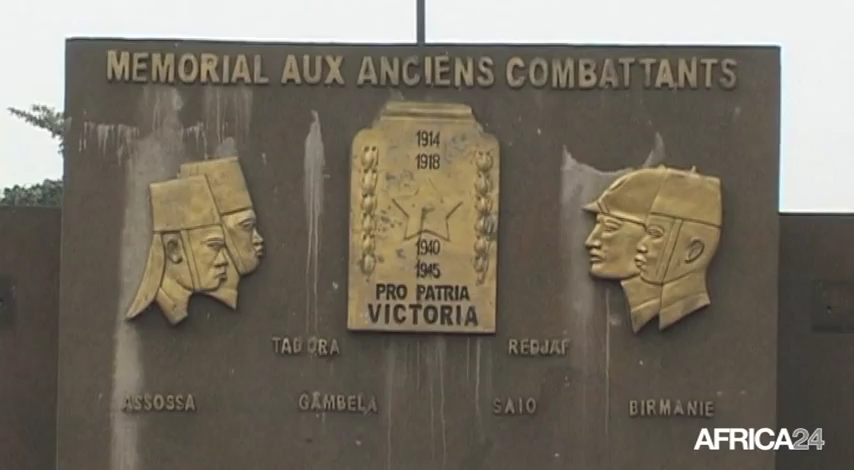 MEMORIAL AUX ANCIENS COMBATTANTS
1914
1918
1940
1945
PRO PATRIA
VICTORIA
TABORA REDJAF
ASSOSSA GAMBELA SAIO BIRMANIE
AFRICA24